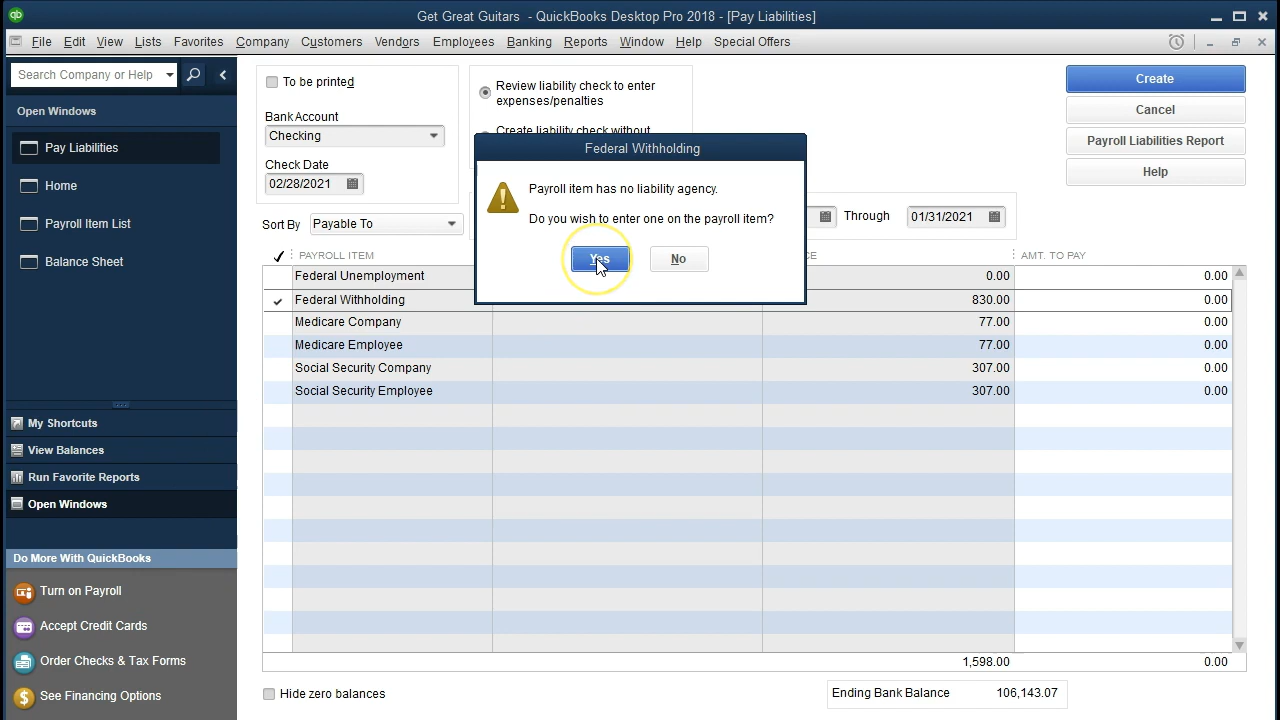 Get Great Guitars - QuickBooks Desktop Pro 2018 - [Pay Liabilities]
File Edit View Lists Favorites Company Customers Vendors Employees Banking Reports Window Help Special Offers
Search Company or Help
Open Windows
Pay Liabilities
Home
Payroll Item List
Balance Sheet
My Shortcuts
View Balances
Run Favorite Reports
Open Windows
Do More With QuickBooks
Turn on Payroll
Accept Credit Cards
Order Checks & Tax Forms
See Financing Options
To be printed
Bank Account
Checking
Check Date
02/28/2021
Review liability check to enter
expenses/penalties
Create liability check without
Create
Cancel
Payroll Liabilities Report
Help
Sort By Payable To
Through 01/31/2021
Federal Withholding
Payroll item has no liability agency.
Do you wish to enter one on the payroll item?
Yes No
PAYROLL ITEM CE AMT. TO PAY
Federal Unemployment 0.00 0.00
Federal Withholding 830.00 0.00
Medicare Company 77.00 0.00
Medicare Employee 77.00 0.00
Social Security Company 307.00 0.00
Social Security Employee 307.00 0.00
1,598.00 0.00
Hide zero balances
Ending Bank Balance 106,143.07